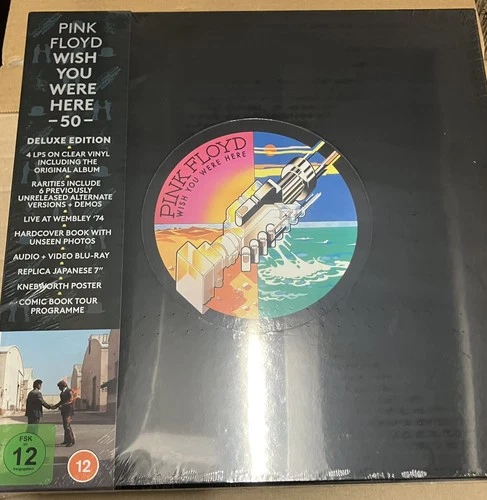 PINK
FLOYD
WISH
YOU
WERE
HERE
–50–
DELUXE EDITION
4 LPS ON CLEAR VINYL
INCLUDING THE
ORIGINAL ALBUM
RARITIES INCLUDE
6 PREVIOUSLY
UNRELEASED ALTERNATE
VERSIONS + DEMOS
LIVE AT WEMBLEY '74
HARDCOVER BOOK WITH
UNSEEN PHOTOS
AUDIO + VIDEO BLU-RAY
REPLICA JAPANESE 7"
KNEBWORTH POSTER
COMIC BOOK TOUR
PROGRAMME
PINK FLOYD
WISH YOU WERE HERE
FSK
12
12